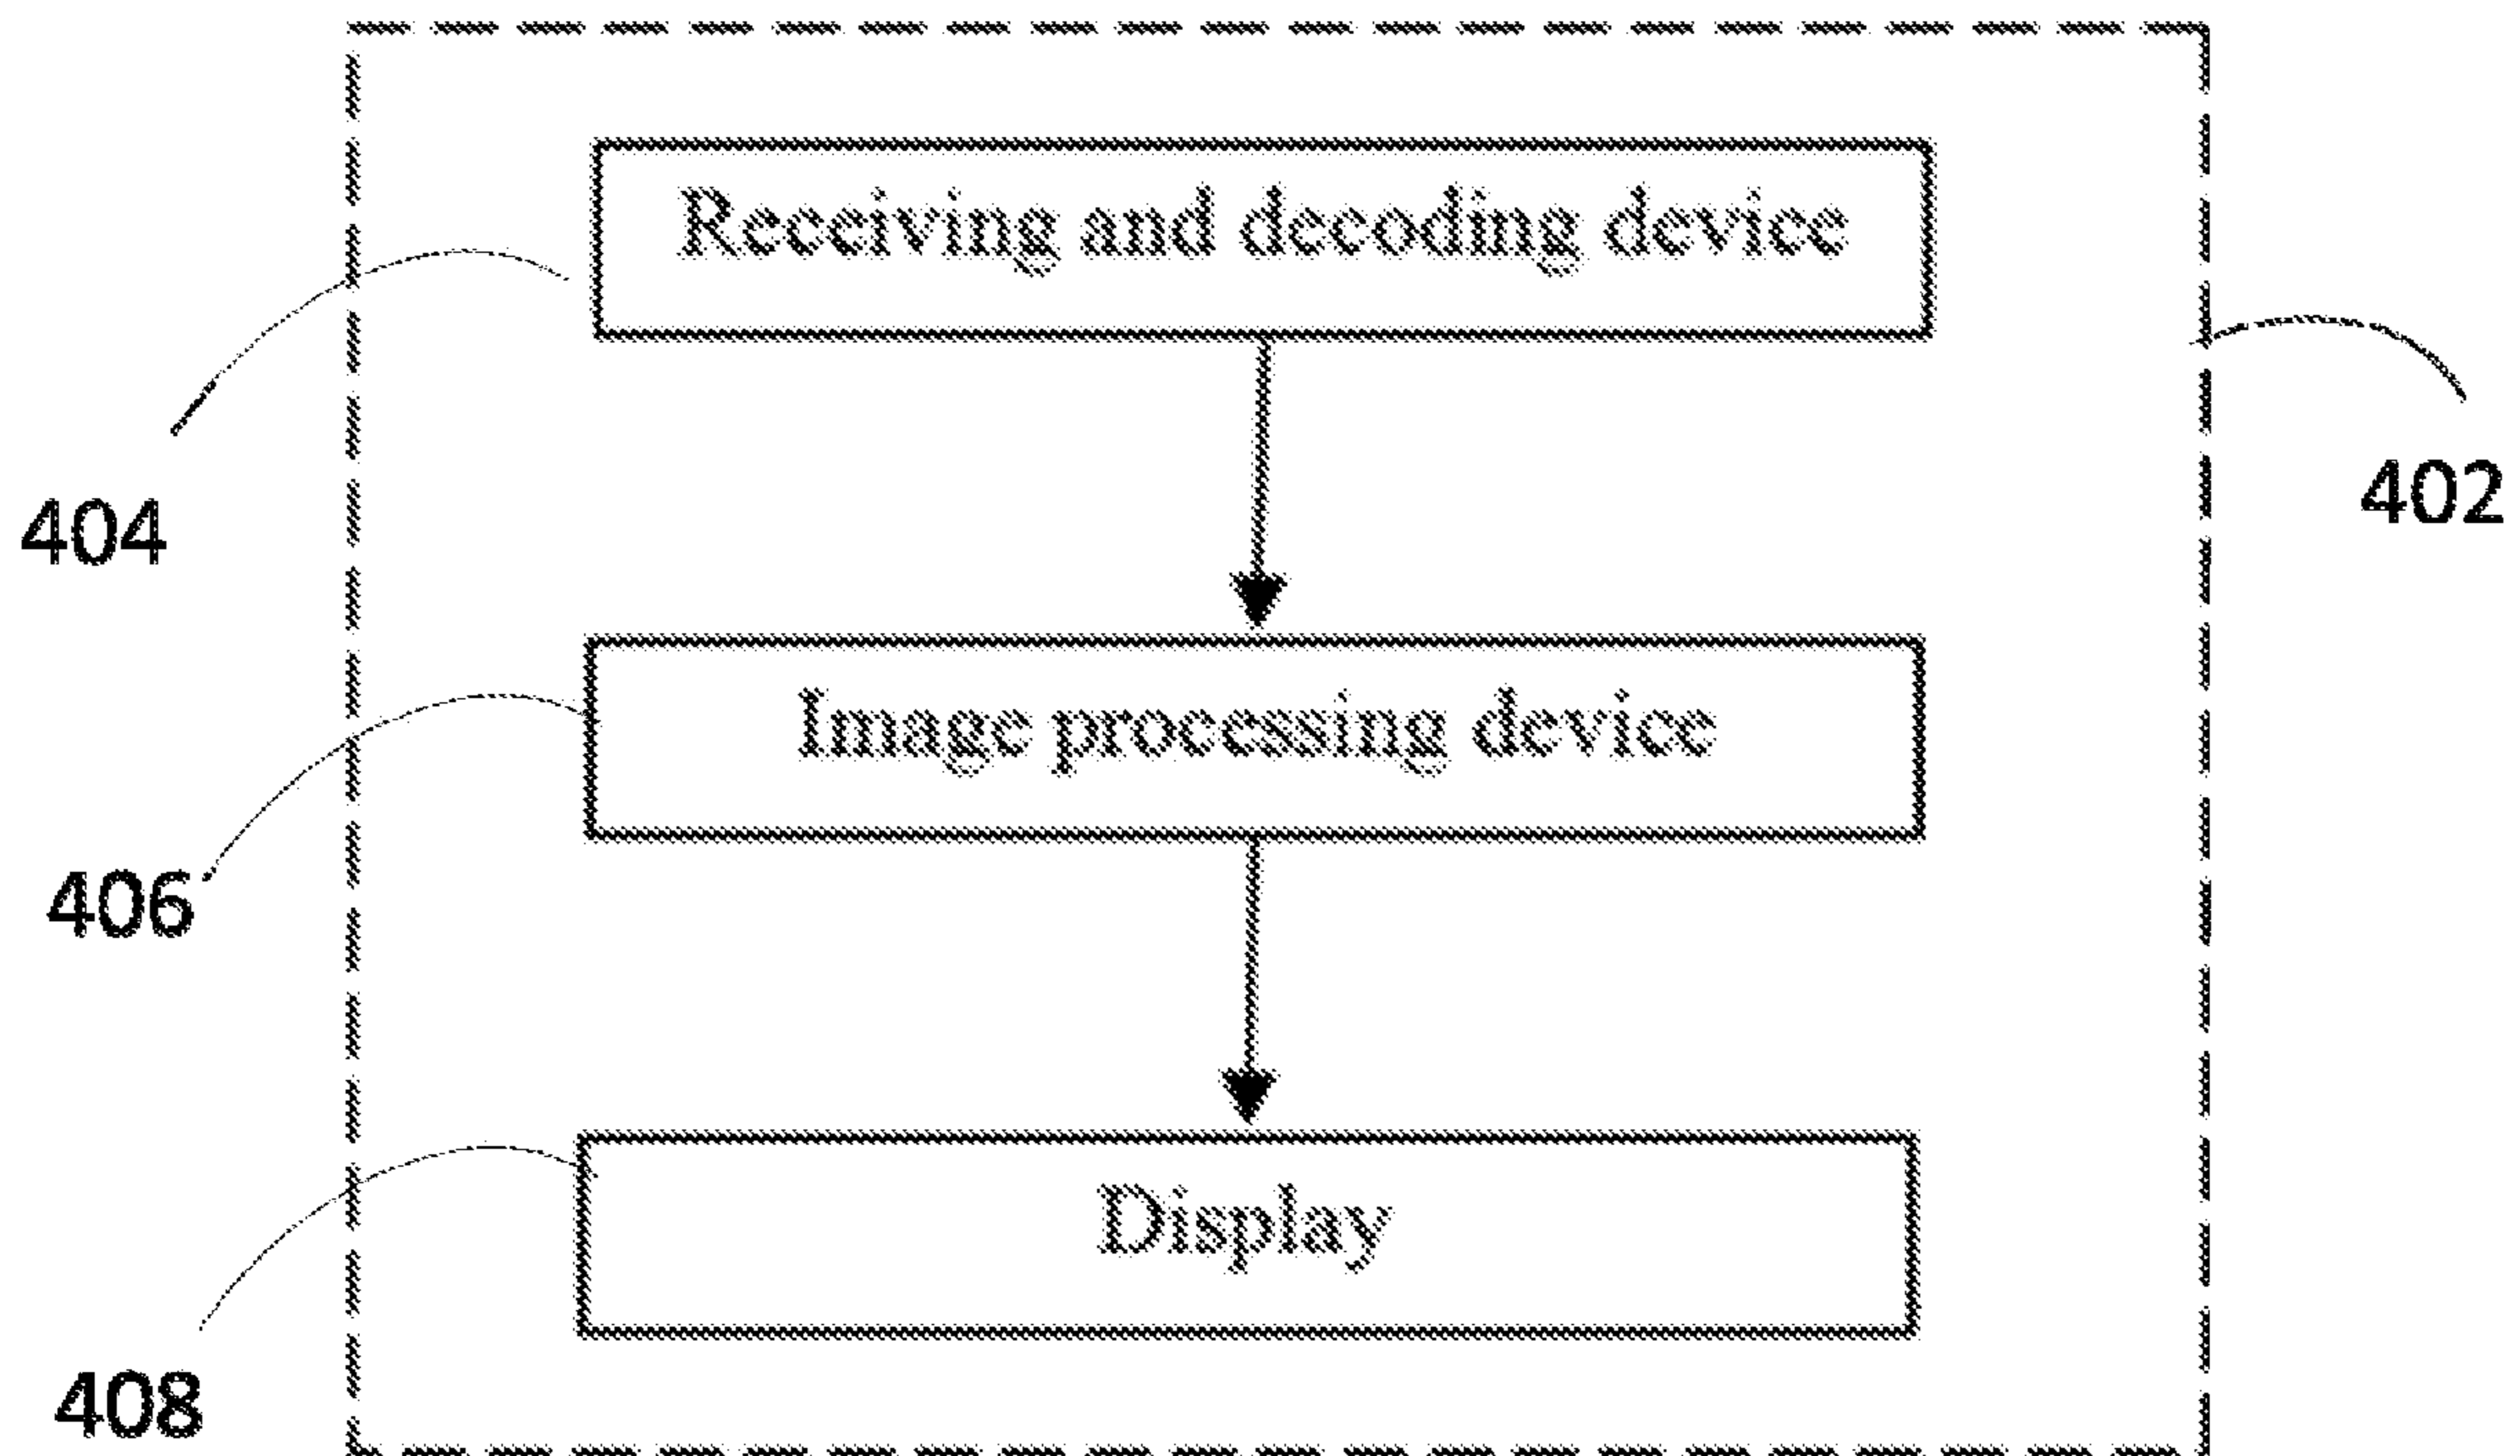 Receiving and decoding device
404
402
Image processing device
406
Display
408